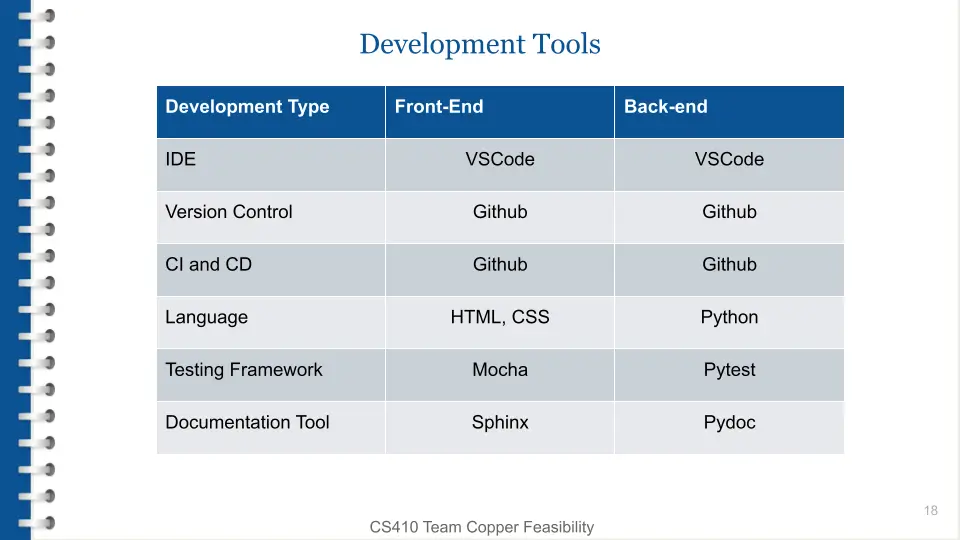 Development Tools
Development Type Front-End Back-end
IDE VSCode VSCode
Version Control Github Github
CI and CD Github Github
Language HTML, CSS Python
Testing Framework Mocha Pytest
Documentation Tool Sphinx Pydoc
18
CS410 Team Copper Feasibility